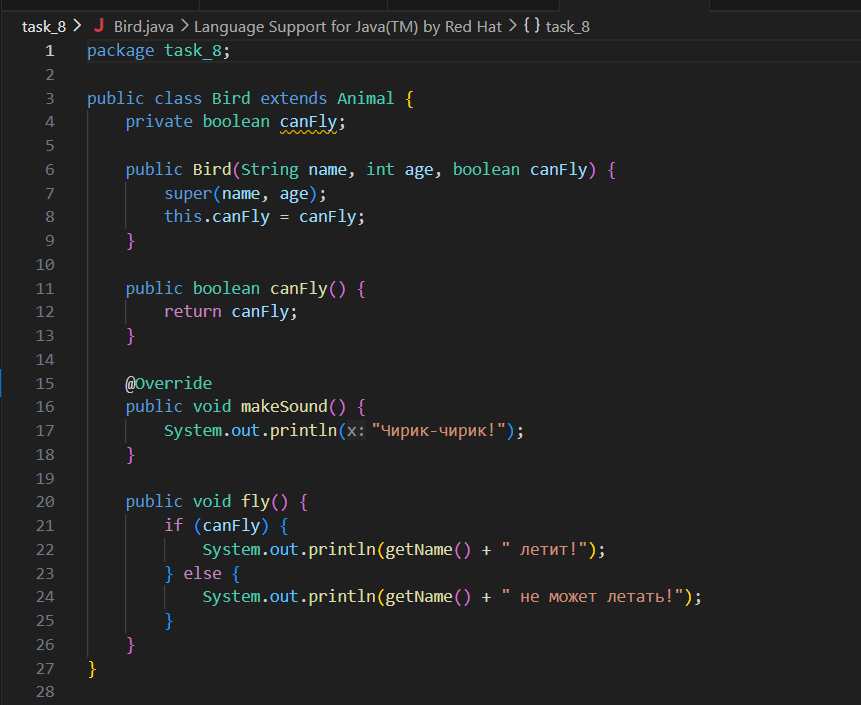 task_8 > J Bird.java > Language Support for Java(TM) by Red Hat > {} task_8
1 package task_8;
2
3 public class Bird extends Animal {
4     private boolean canFly;
5
6     public Bird(String name, int age, boolean canFly) {
7         super(name, age);
8         this.canFly = canFly;
9     }
10
11     public boolean canFly() {
12         return canFly;
13     }
14
15     @Override
16     public void makeSound() {
17         System.out.println(x: "Чирик-чирик!");
18     }
19
20     public void fly() {
21         if (canFly) {
22             System.out.println(getName() + " летит!");
23         } else {
24             System.out.println(getName() + " не может летать!");
25         }
26     }
27 }
28